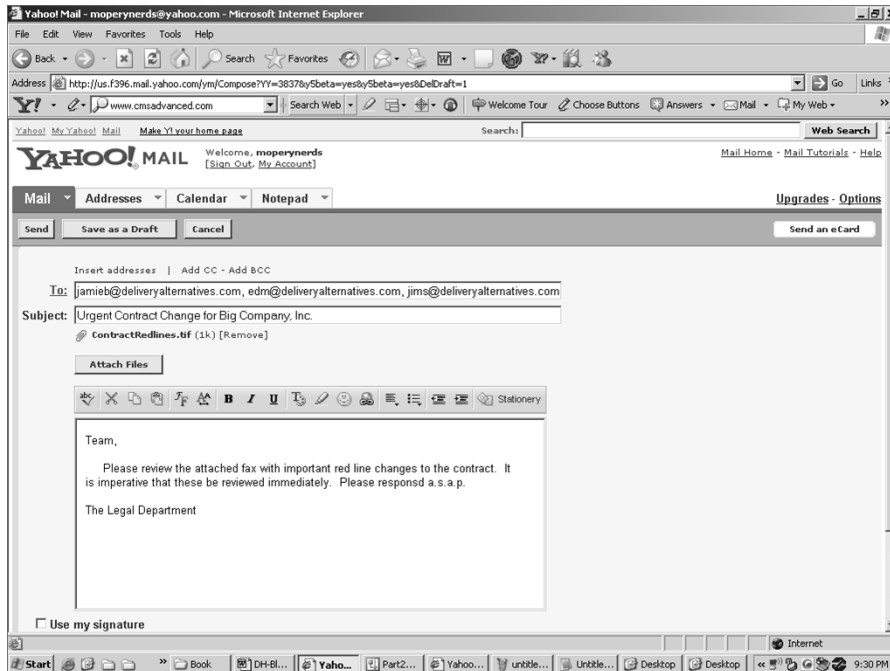 Yahoo! Mail - moperynerds@yahoo.com - Microsoft Internet Explorer
File Edit View Favorites Tools Help
Back Search Favorites
Address http://us.f396.mail.yahoo.com/ym/Compose?YY=3837&y5beta=yes&y5beta=yes&DelDraft=1 Go Links
Y! www.cmsadvanced.com Search Web Welcome Tour Choose Buttons Answers Mail My Web »
Yahoo! My Yahoo! Mail Make Y! your home page Search: Web Search
YAHOO! MAIL Welcome, moperynerds
[Sign Out, My Account] Mail Home - Mail Tutorials - Help
Mail Addresses Calendar Notepad Upgrades - Options
Send Save as a Draft Cancel Send an eCard
Insert addresses | Add CC - Add BCC
To: jamieb@deliveryalternatives.com, edm@deliveryalternatives.com, jims@deliveryalternatives.com
Subject: Urgent Contract Change for Big Company, Inc.
ContractRedlines.tif (1k) [Remove]
Attach Files
B I U Stationery
Team,
Please review the attached fax with important red line changes to the contract. It
is imperative that these be reviewed immediately. Please responsd a.s.a.p.
The Legal Department
Use my signature
Internet
Start » Book DH-Bl... Yaho... Part2... Yahoo... untitle... Untitle... Desktop Desktop « 9:30 PM